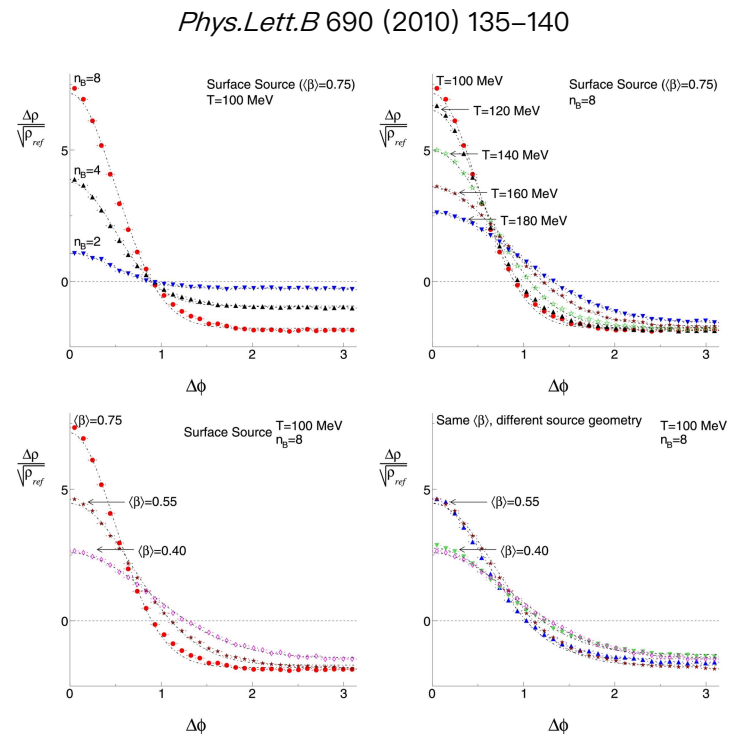 Phys.Lett.B 690 (2010) 135–140
n_B=8
Surface Source (⟨β⟩=0.75)
T=100 MeV
Δρ
√ρ_ref
5
n_B=4
n_B=2
0
0 1 2 3
Δϕ
T=100 MeV
Surface Source (⟨β⟩=0.75)
n_B=8
T=120 MeV
Δρ
√ρ_ref
5
T=140 MeV
T=160 MeV
T=180 MeV
0
0 1 2 3
Δϕ
⟨β⟩=0.75
Surface Source
T=100 MeV
n_B=8
Δρ
√ρ_ref
5
⟨β⟩=0.55
⟨β⟩=0.40
0
0 1 2 3
Δϕ
Same ⟨β⟩, different source geometry
T=100 MeV
n_B=8
Δρ
√ρ_ref
5
⟨β⟩=0.55
⟨β⟩=0.40
0
0 1 2 3
Δϕ